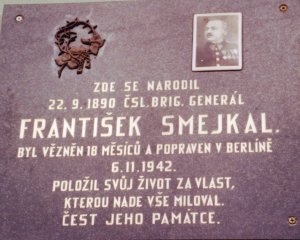 ZDE SE NARODIL
22. 9. 1890 ČSL. BRIG. GENERÁL
FRANTIŠEK SMEJKAL.
BYL VĚZNĚN 18 MĚSÍCŮ A POPRAVEN V BERLÍNĚ
6. 11. 1942.
POLOŽIL SVŮJ ŽIVOT ZA VLAST,
KTEROU NADE VŠE MILOVAL.
ČEST JEHO PAMÁTCE.